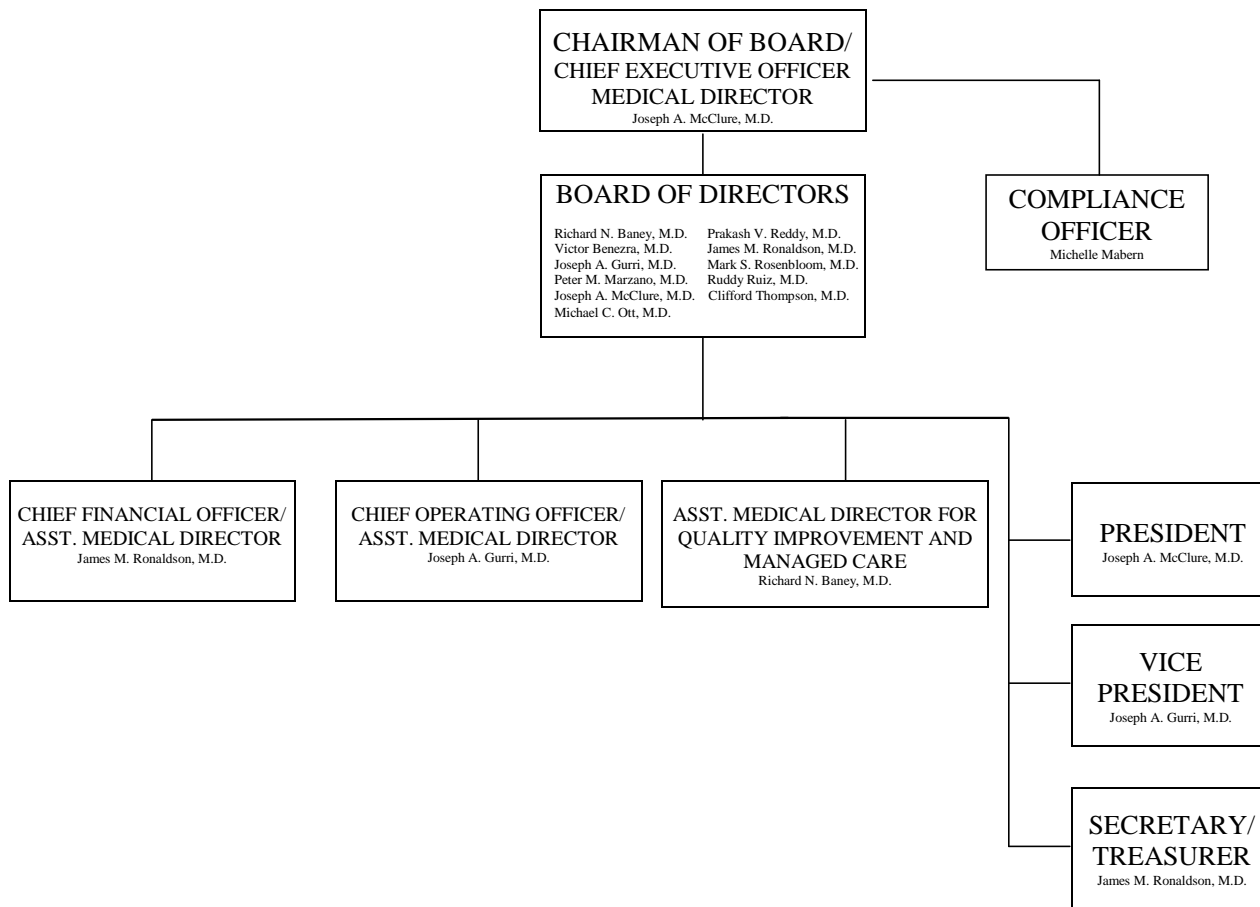 CHAIRMAN OF BOARD/
CHIEF EXECUTIVE OFFICER
MEDICAL DIRECTOR
Joseph A. McClure, M.D.
BOARD OF DIRECTORS
Richard N. Baney, M.D. Prakash V. Reddy, M.D.
Victor Benezra, M.D. James M. Ronaldson, M.D.
Joseph A. Gurri, M.D. Mark S. Rosenbloom, M.D.
Peter M. Marzano, M.D. Ruddy Ruiz, M.D.
Joseph A. McClure, M.D. Clifford Thompson, M.D.
Michael C. Ott, M.D.
COMPLIANCE
OFFICER
Michelle Mabern
CHIEF FINANCIAL OFFICER/
ASST. MEDICAL DIRECTOR
James M. Ronaldson, M.D.
CHIEF OPERATING OFFICER/
ASST. MEDICAL DIRECTOR
Joseph A. Gurri, M.D.
ASST. MEDICAL DIRECTOR FOR
QUALITY IMPROVEMENT AND
MANAGED CARE
Richard N. Baney, M.D.
PRESIDENT
Joseph A. McClure, M.D.
VICE
PRESIDENT
Joseph A. Gurri, M.D.
SECRETARY/
TREASURER
James M. Ronaldson, M.D.